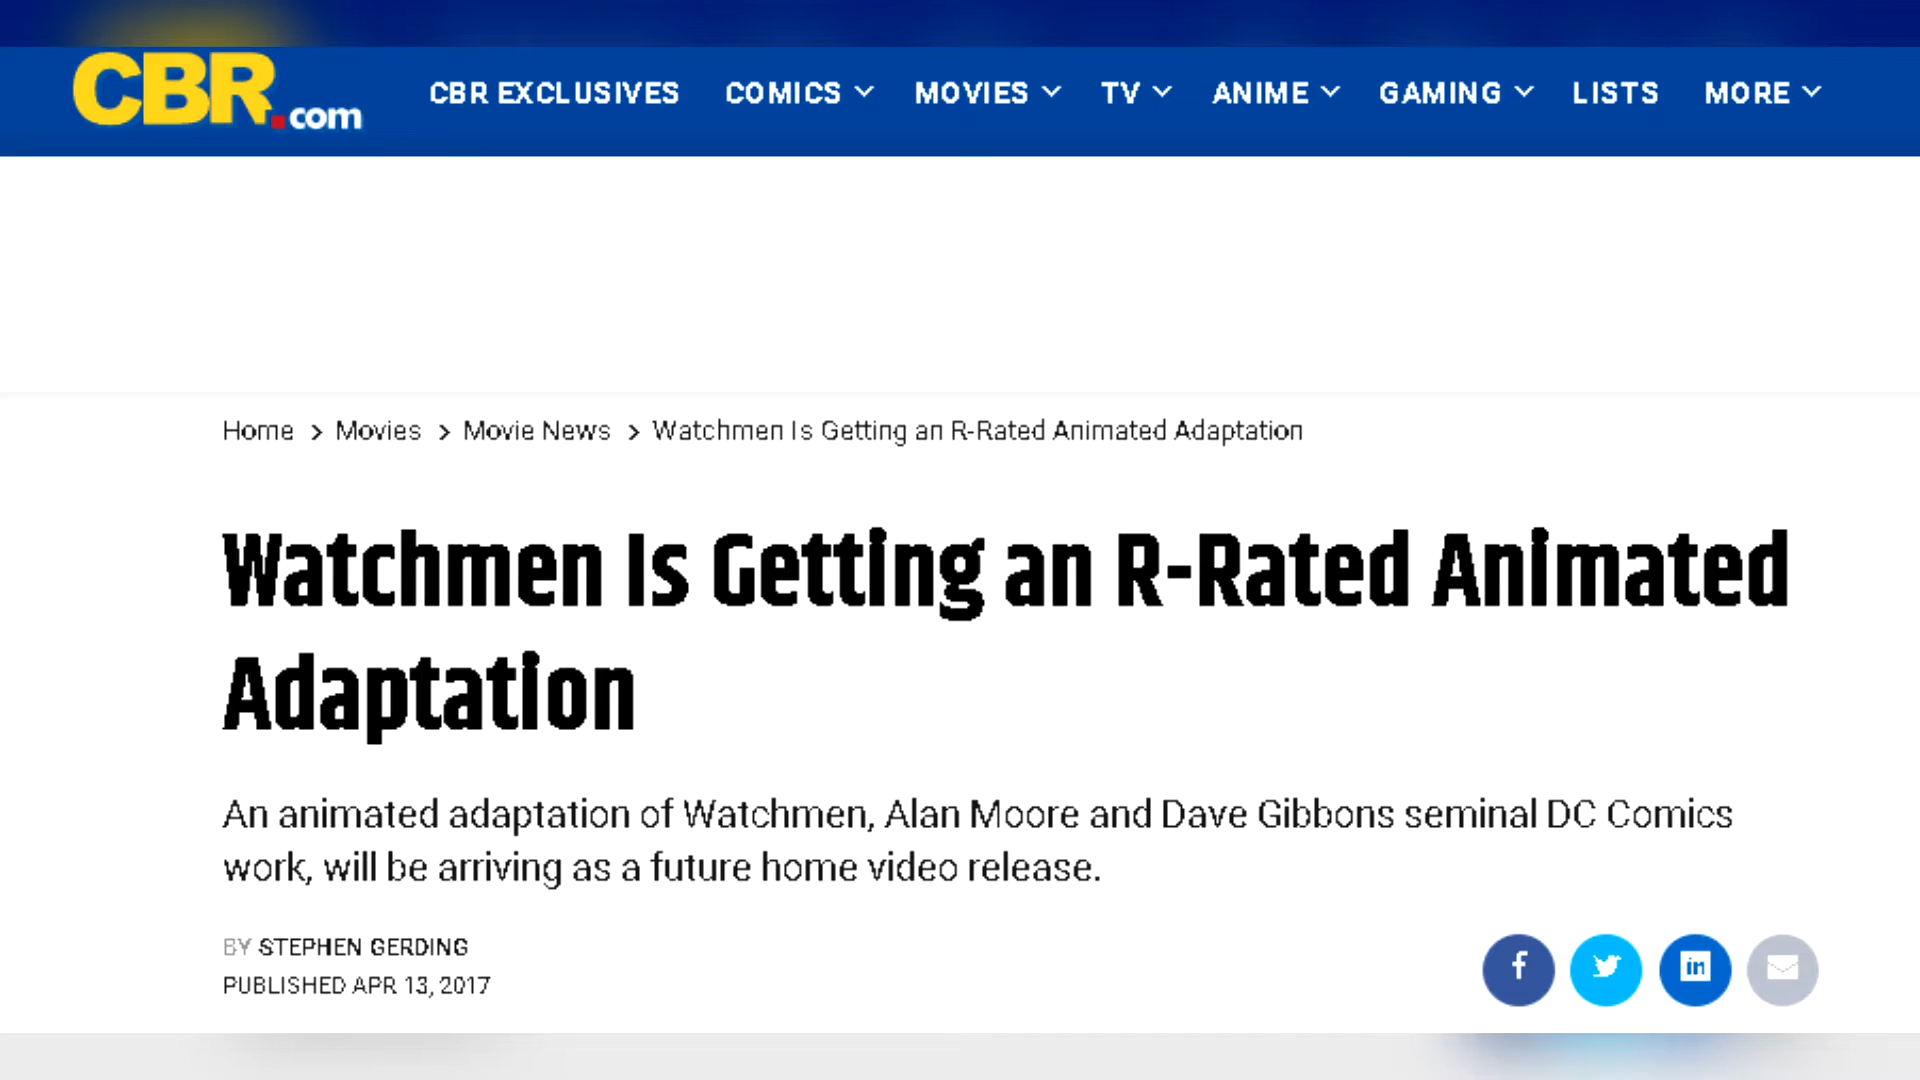 CBR.com CBR EXCLUSIVES COMICS MOVIES TV ANIME GAMING LISTS MORE
Home > Movies > Movie News > Watchmen Is Getting an R-Rated Animated Adaptation
Watchmen Is Getting an R-Rated Animated
Adaptation
An animated adaptation of Watchmen, Alan Moore and Dave Gibbons seminal DC Comics
work, will be arriving as a future home video release.
BY STEPHEN GERDING
PUBLISHED APR 13, 2017